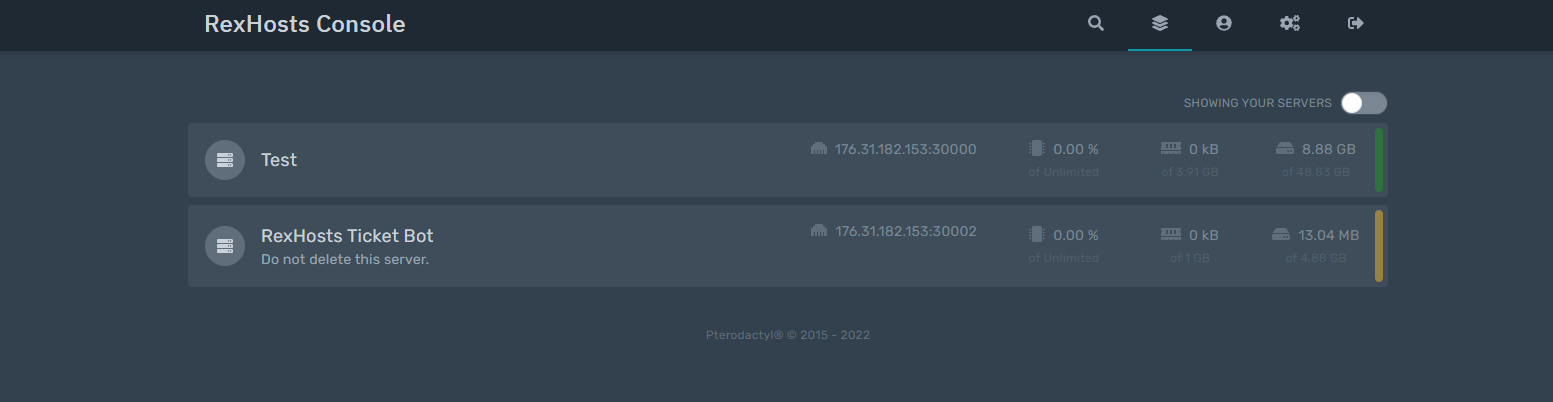 RexHosts Console
SHOWING YOUR SERVERS
Test 176.31.182.153:30000 0.00 % 0 kB 8.88 GB
of Unlimited of 3.91 GB of 48.83 GB
RexHosts Ticket Bot 176.31.182.153:30002 0.00 % 0 kB 13.04 MB
Do not delete this server. of Unlimited of 1 GB of 4.88 GB
Pterodactyl® © 2015 - 2022